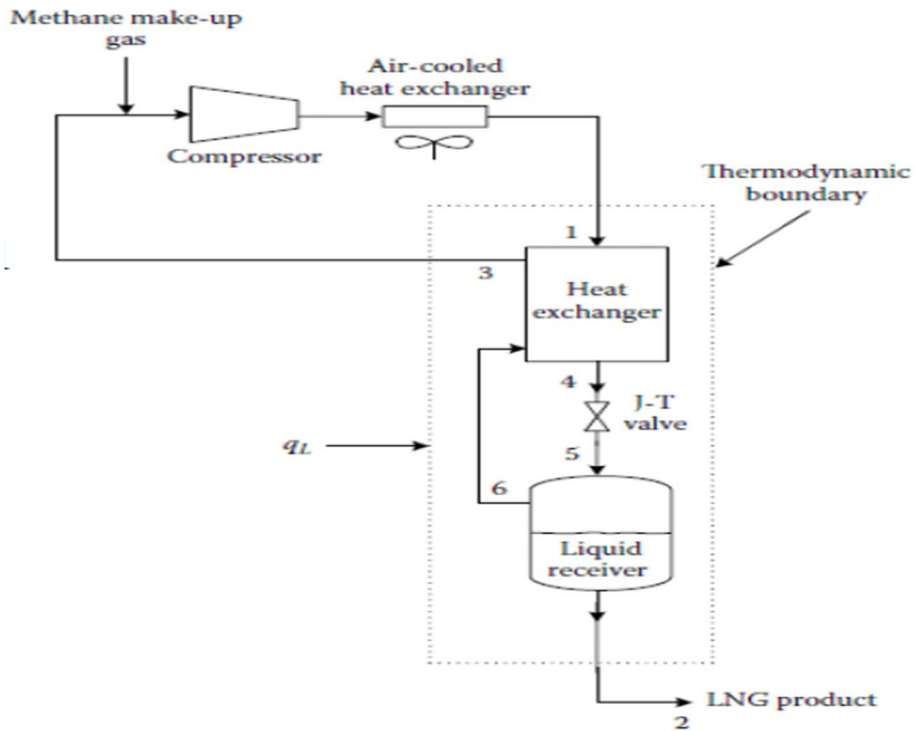 Methane make-up
gas
Air-cooled
heat exchanger
Compressor
Thermodynamic
boundary
1
3
Heat
exchanger
4
J-T
valve
qL
5
6
Liquid
receiver
LNG product
2